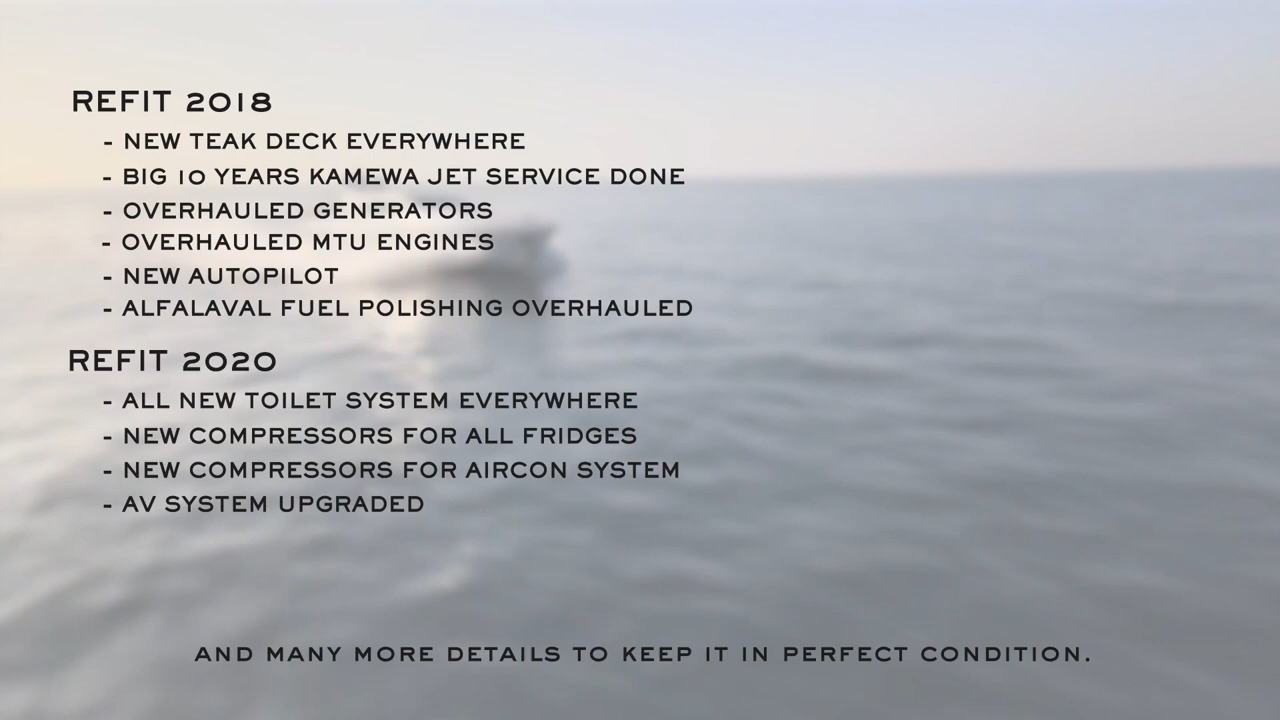 REFIT 2018
- NEW TEAK DECK EVERYWHERE
- BIG 10 YEARS KAMEWA JET SERVICE DONE
- OVERHAULED GENERATORS
- OVERHAULED MTU ENGINES
- NEW AUTOPILOT
- ALFALAVAL FUEL POLISHING OVERHAULED
REFIT 2020
- ALL NEW TOILET SYSTEM EVERYWHERE
- NEW COMPRESSORS FOR ALL FRIDGES
- NEW COMPRESSORS FOR AIRCON SYSTEM
- AV SYSTEM UPGRADED
AND MANY MORE DETAILS TO KEEP IT IN PERFECT CONDITION.